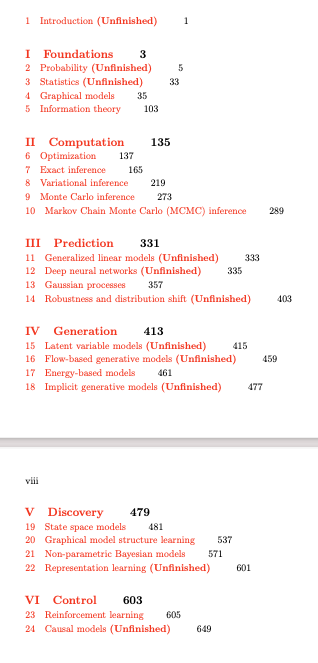 1 Introduction (Unfinished) 1
I Foundations 3
2 Probability (Unfinished) 5
3 Statistics (Unfinished) 33
4 Graphical models 35
5 Information theory 103
II Computation 135
6 Optimization 137
7 Exact inference 165
8 Variational inference 219
9 Monte Carlo inference 273
10 Markov Chain Monte Carlo (MCMC) inference 289
III Prediction 331
11 Generalized linear models (Unfinished) 333
12 Deep neural networks (Unfinished) 335
13 Gaussian processes 357
14 Robustness and distribution shift (Unfinished) 403
IV Generation 413
15 Latent variable models (Unfinished) 415
16 Flow-based generative models (Unfinished) 459
17 Energy-based models 461
18 Implicit generative models (Unfinished) 477
viii
V Discovery 479
19 State space models 481
20 Graphical model structure learning 537
21 Non-parametric Bayesian models 571
22 Representation learning (Unfinished) 601
VI Control 603
23 Reinforcement learning 605
24 Causal models (Unfinished) 649